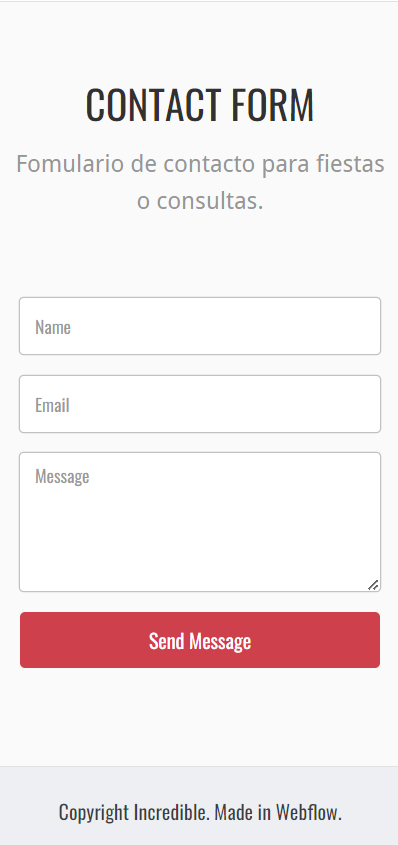 CONTACT FORM
Fomulario de contacto para fiestas
o consultas.
Name
Email
Message
Send Message
Copyright Incredible. Made in Webflow.